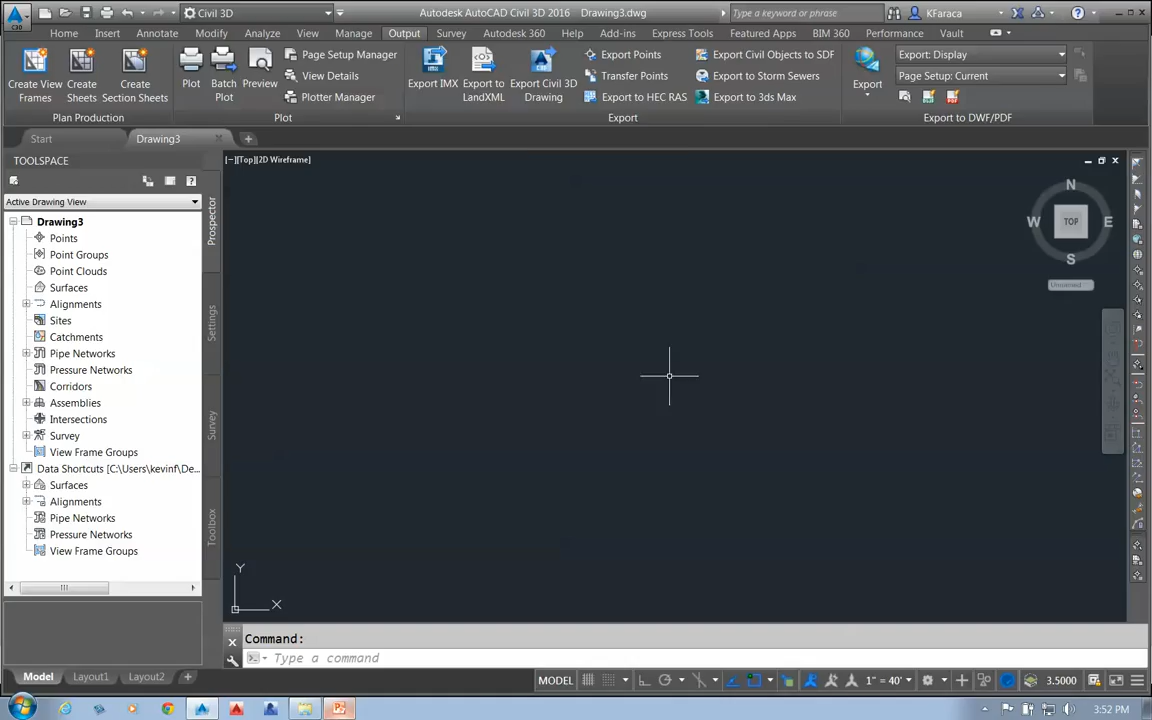 Civil 3D
Autodesk AutoCAD Civil 3D 2016 Drawing3.dwg
Type a keyword or phrase
KFaraca
Home Insert Annotate Modify Analyze View Manage Output Survey Autodesk 360 Help Add-ins Express Tools Featured Apps BIM 360 Performance Vault
Create View Frames
Create Sheets
Create Section Sheets
Plan Production
Plot
Batch Plot
Preview
Page Setup Manager
View Details
Plotter Manager
Plot
Export IMX
Export to LandXML
Export Civil 3D Drawing
Export Points
Transfer Points
Export to HEC RAS
Export Civil Objects to SDF
Export to Storm Sewers
Export to 3ds Max
Export
Export
Export: Display
Page Setup: Current
Export to DWF/PDF
Start Drawing3
TOOLSPACE
[−][Top][2D Wireframe]
Active Drawing View
Drawing3
Points
Point Groups
Point Clouds
Surfaces
Alignments
Sites
Catchments
Pipe Networks
Pressure Networks
Corridors
Assemblies
Intersections
Survey
View Frame Groups
Data Shortcuts [C:\Users\kevinf\De...
Surfaces
Alignments
Pipe Networks
Pressure Networks
View Frame Groups
Prospector
Settings
Survey
Toolbox
N
W TOP E
S
Unnamed
Y
X
Command:
Type a command
Model Layout1 Layout2 +
MODEL 1" = 40' 3.5000
3:52 PM